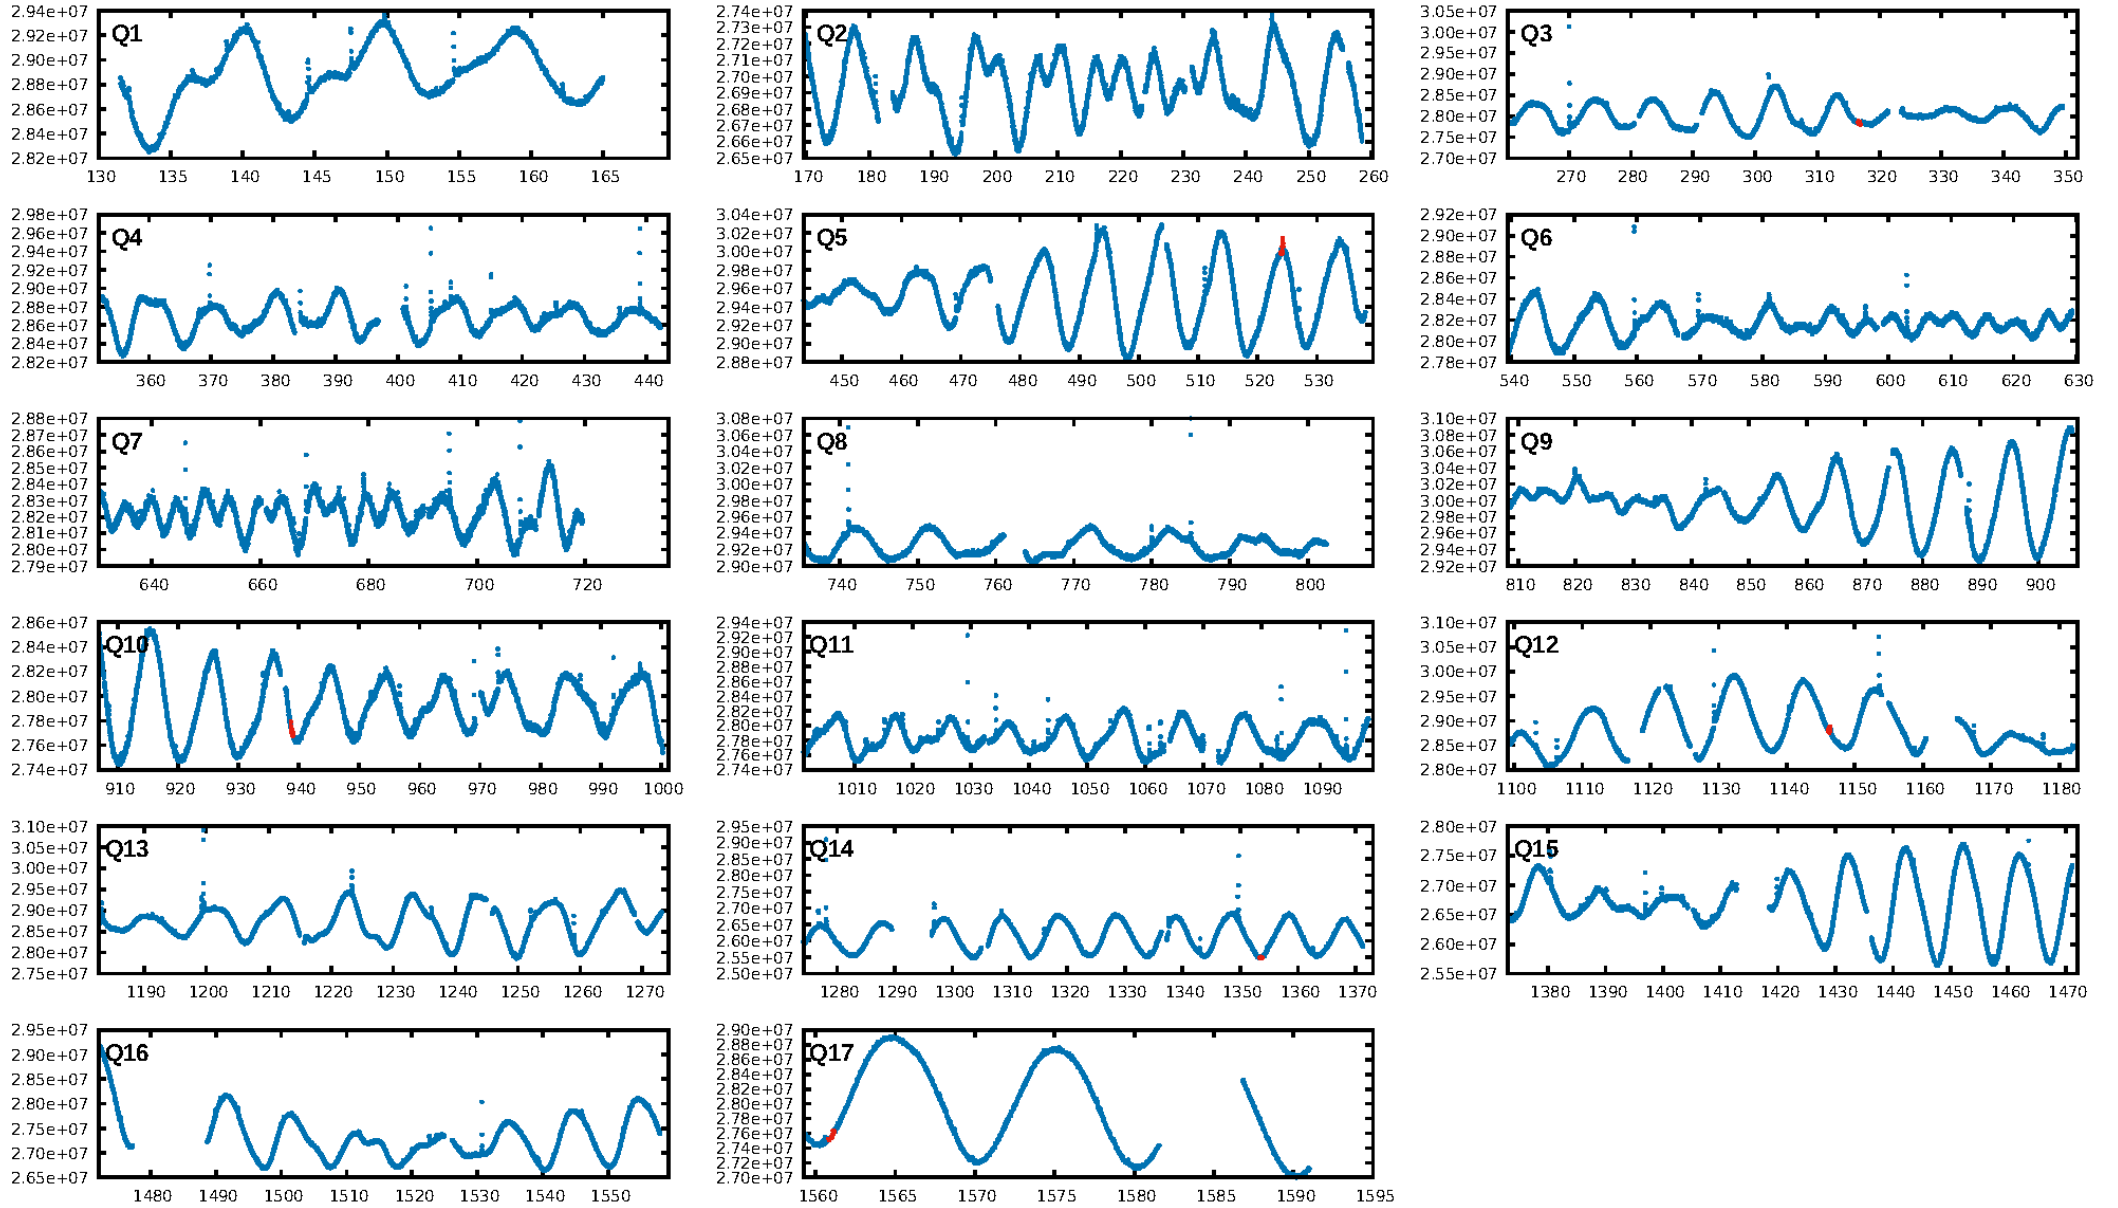 2.94e+07 2.92e+07 2.90e+07 2.88e+07 2.86e+07 2.84e+07 2.82e+07
Q1
130 135 140 145 150 155 160 165
2.74e+07 2.73e+07 2.72e+07 2.71e+07 2.70e+07 2.69e+07 2.68e+07 2.67e+07 2.66e+07 2.65e+07
Q2
170 180 190 200 210 220 230 240 250 260
3.05e+07 3.00e+07 2.95e+07 2.90e+07 2.85e+07 2.80e+07 2.75e+07 2.70e+07
Q3
270 280 290 300 310 320 330 340 350
2.98e+07 2.96e+07 2.94e+07 2.92e+07 2.90e+07 2.88e+07 2.86e+07 2.84e+07 2.82e+07
Q4
360 370 380 390 400 410 420 430 440
3.04e+07 3.02e+07 3.00e+07 2.98e+07 2.96e+07 2.94e+07 2.92e+07 2.90e+07 2.88e+07
Q5
450 460 470 480 490 500 510 520 530
2.92e+07 2.90e+07 2.88e+07 2.86e+07 2.84e+07 2.82e+07 2.80e+07 2.78e+07
Q6
540 550 560 570 580 590 600 610 620 630
2.88e+07 2.87e+07 2.86e+07 2.85e+07 2.84e+07 2.83e+07 2.82e+07 2.81e+07 2.80e+07 2.79e+07
Q7
640 660 680 700 720
3.08e+07 3.06e+07 3.04e+07 3.02e+07 3.00e+07 2.98e+07 2.96e+07 2.94e+07 2.92e+07 2.90e+07
Q8
740 750 760 770 780 790 800
3.10e+07 3.08e+07 3.06e+07 3.04e+07 3.02e+07 3.00e+07 2.98e+07 2.96e+07 2.94e+07 2.92e+07
Q9
810 820 830 840 850 860 870 880 890 900
2.86e+07 2.84e+07 2.82e+07 2.80e+07 2.78e+07 2.76e+07 2.74e+07
Q10
910 920 930 940 950 960 970 980 990 1000
2.94e+07 2.92e+07 2.90e+07 2.88e+07 2.86e+07 2.84e+07 2.82e+07 2.80e+07 2.78e+07 2.76e+07 2.74e+07
Q11
1010 1020 1030 1040 1050 1060 1070 1080 1090
3.10e+07 3.05e+07 3.00e+07 2.95e+07 2.90e+07 2.85e+07 2.80e+07
Q12
1100 1110 1120 1130 1140 1150 1160 1170 1180
3.10e+07 3.05e+07 3.00e+07 2.95e+07 2.90e+07 2.85e+07 2.80e+07 2.75e+07
Q13
1190 1200 1210 1220 1230 1240 1250 1260 1270
2.95e+07 2.90e+07 2.85e+07 2.80e+07 2.75e+07 2.70e+07 2.65e+07 2.60e+07 2.55e+07 2.50e+07
Q14
1280 1290 1300 1310 1320 1330 1340 1350 1360 1370
2.80e+07 2.75e+07 2.70e+07 2.65e+07 2.60e+07 2.55e+07
Q15
1380 1390 1400 1410 1420 1430 1440 1450 1460 1470
2.95e+07 2.90e+07 2.85e+07 2.80e+07 2.75e+07 2.70e+07 2.65e+07
Q16
1480 1490 1500 1510 1520 1530 1540 1550
2.90e+07 2.88e+07 2.86e+07 2.84e+07 2.82e+07 2.80e+07 2.78e+07 2.76e+07 2.74e+07 2.72e+07 2.70e+07
Q17
1560 1565 1570 1575 1580 1585 1590 1595